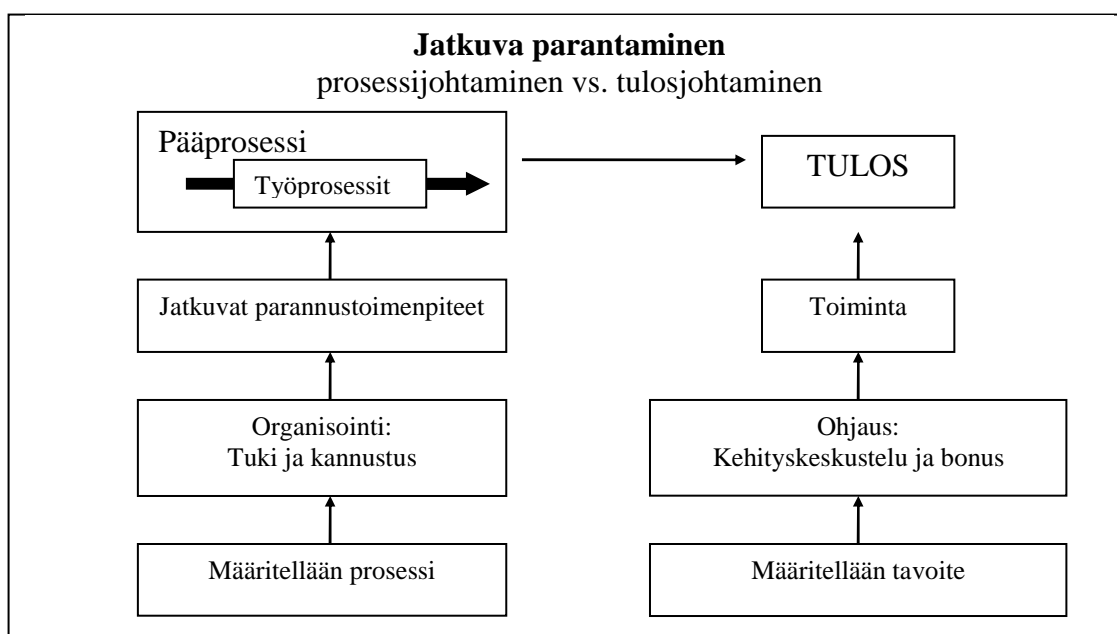 Jatkuva parantaminen
prosessijohtaminen vs. tulosjohtaminen
Pääprosessi
Työprosessit
TULOS
Jatkuvat parannustoimenpiteet
Toiminta
Organisointi:
Tuki ja kannustus
Ohjaus:
Kehityskeskustelu ja bonus
Määritellään prosessi
Määritellään tavoite